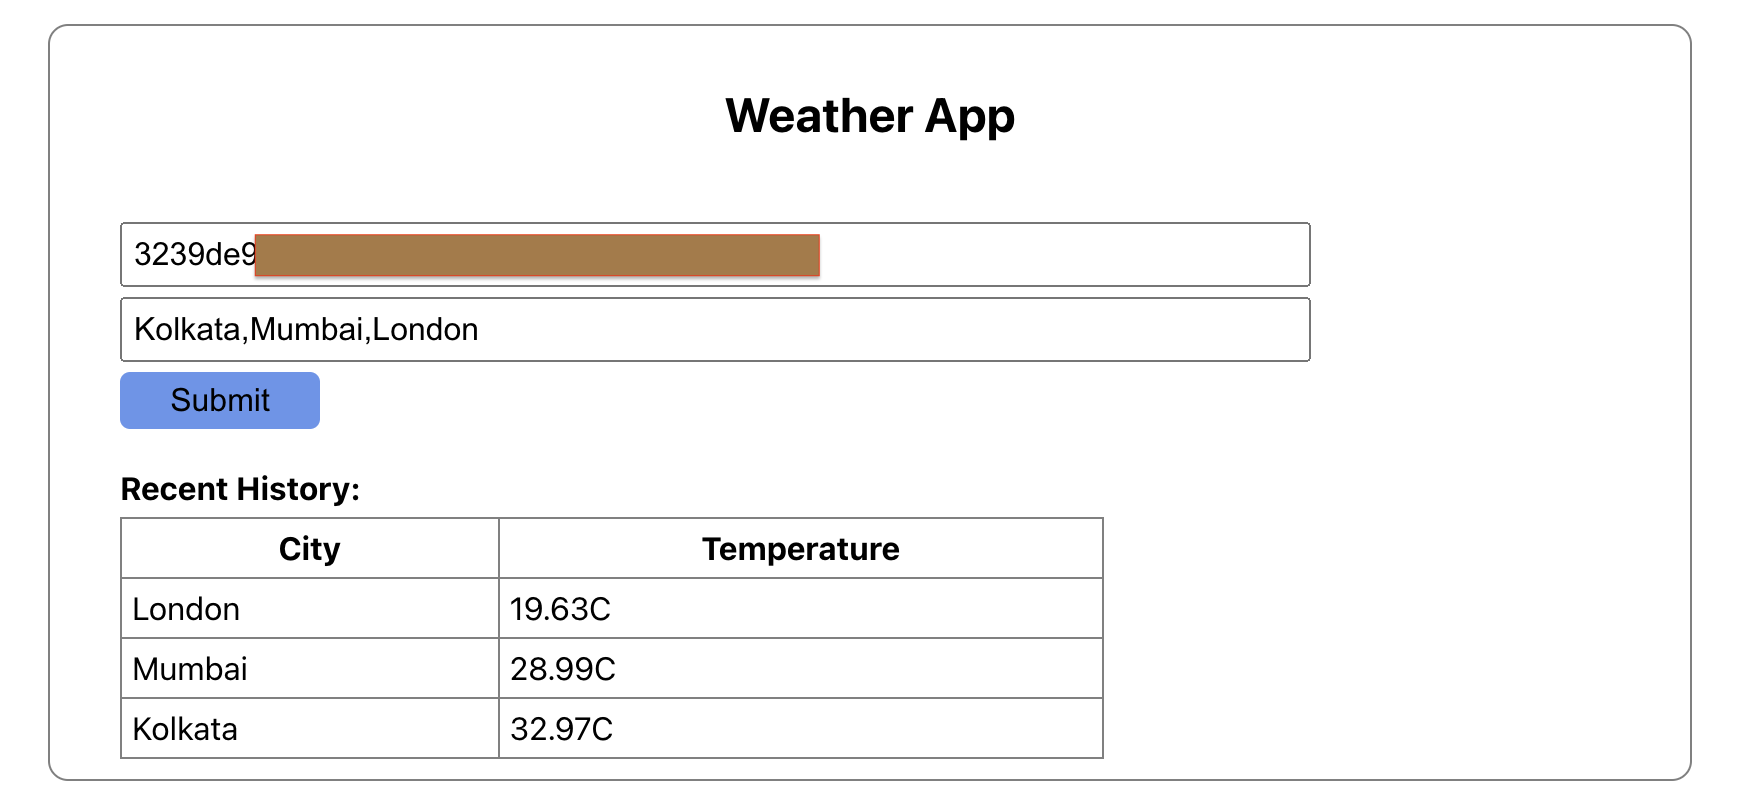 Weather App
3239de9
Kolkata,Mumbai,London
Submit
Recent History:
City Temperature
London 19.63C
Mumbai 28.99C
Kolkata 32.97C